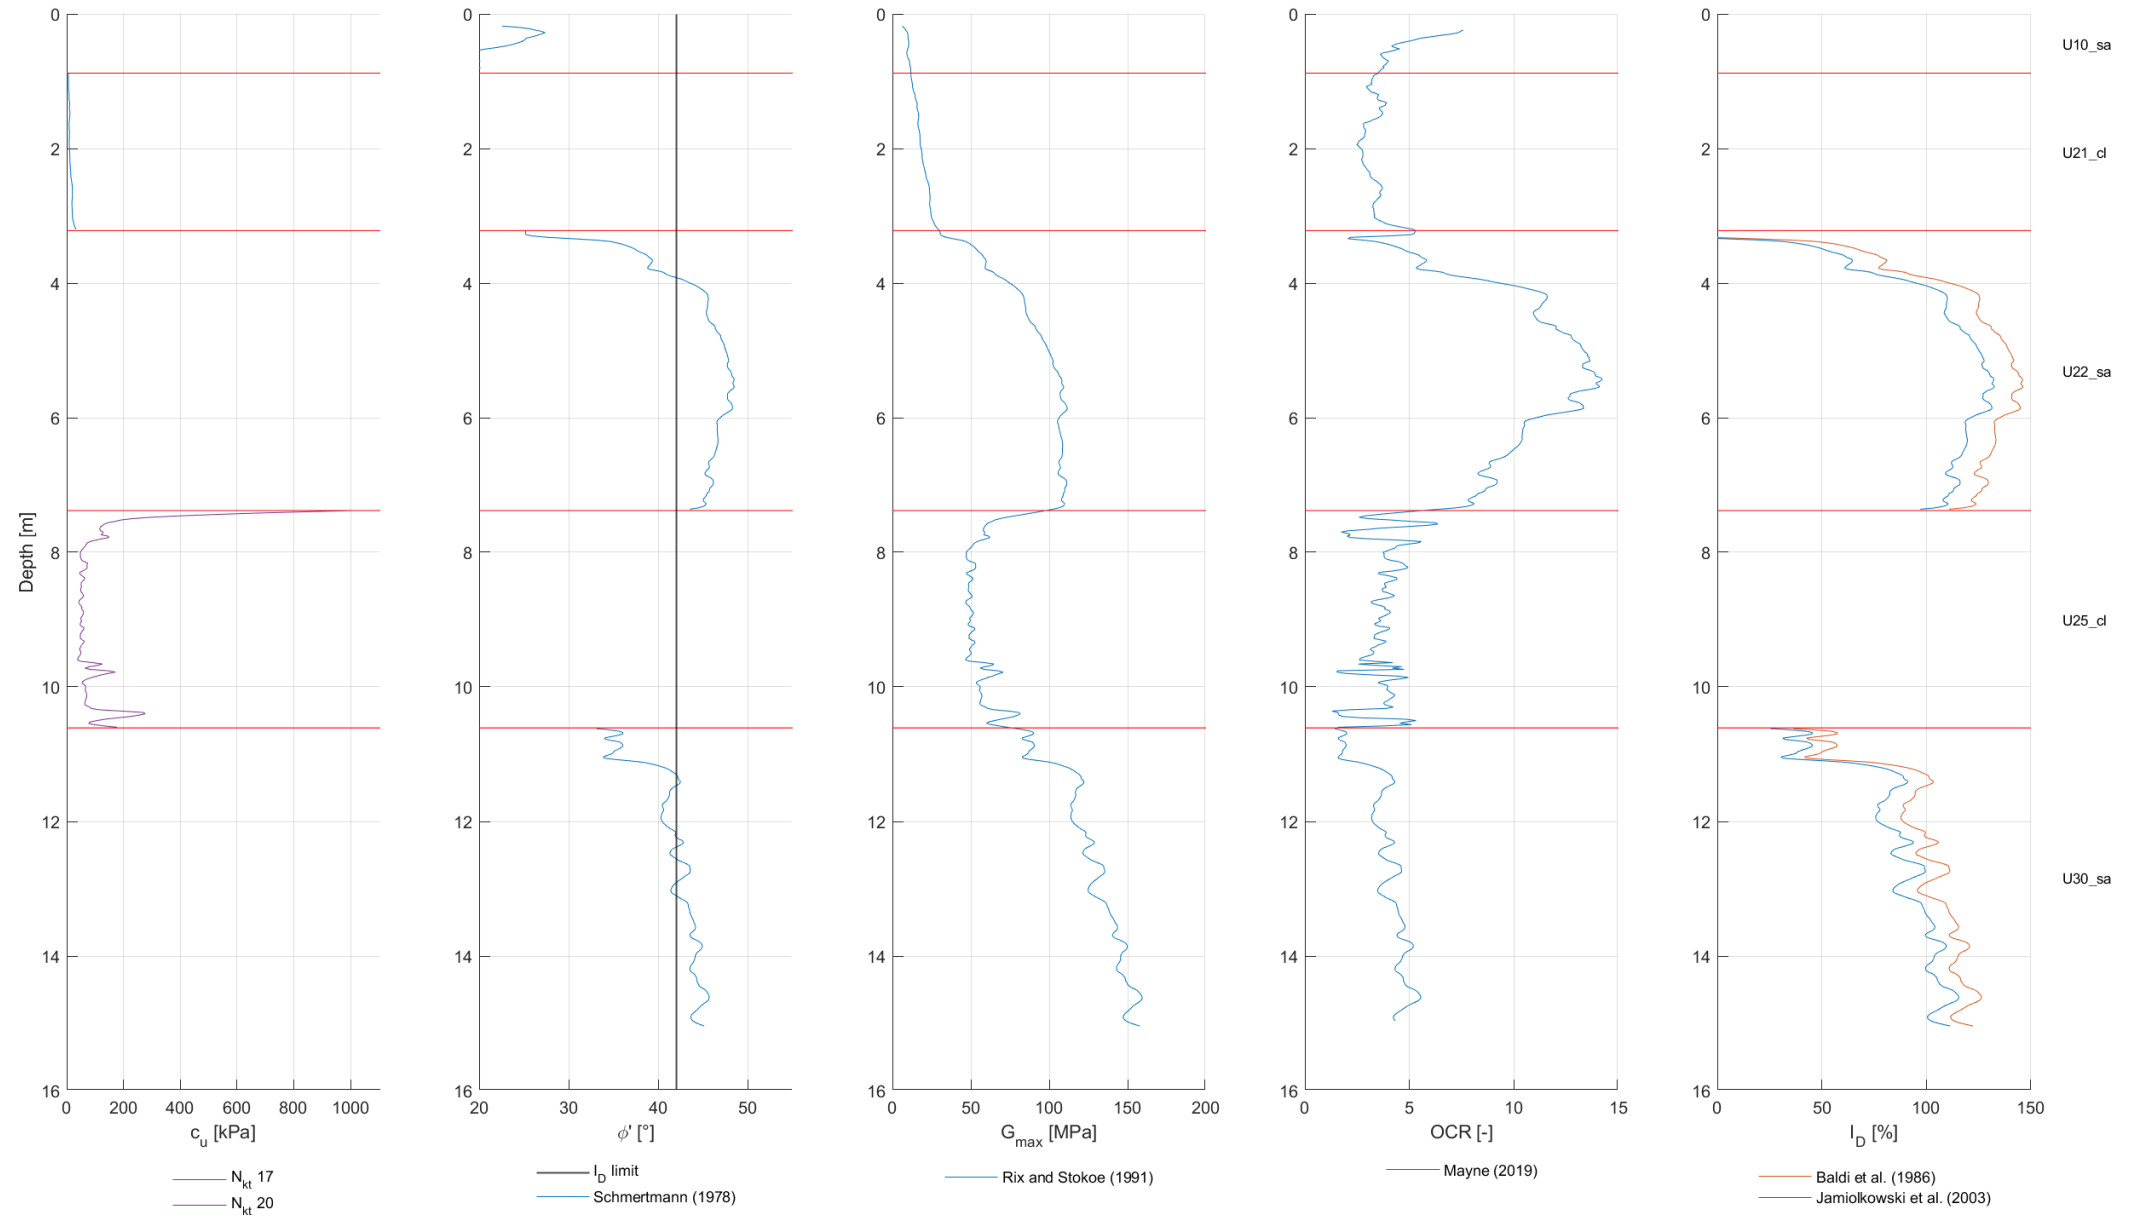 0 0 0 0 0
U10_sa
2 2 2 2 2
U21_cl
4 4 4 4 4
U22_sa
6 6 6 6 6
Depth [m]
8 8 8 8 8
U25_cl
10 10 10 10 10
12 12 12 12 12
U30_sa
14 14 14 14 14
16 16 16 16 16
0 200 400 600 800 1000 20 30 40 50 0 50 100 150 200 0 5 10 15 0 50 100 150
c_u [kPa] ϕ' [°] G_max [MPa] OCR [-] I_D [%]
N_kt 17
N_kt 20
I_D limit
Schmertmann (1978)
Rix and Stokoe (1991)
Mayne (2019)
Baldi et al. (1986)
Jamiolkowski et al. (2003)